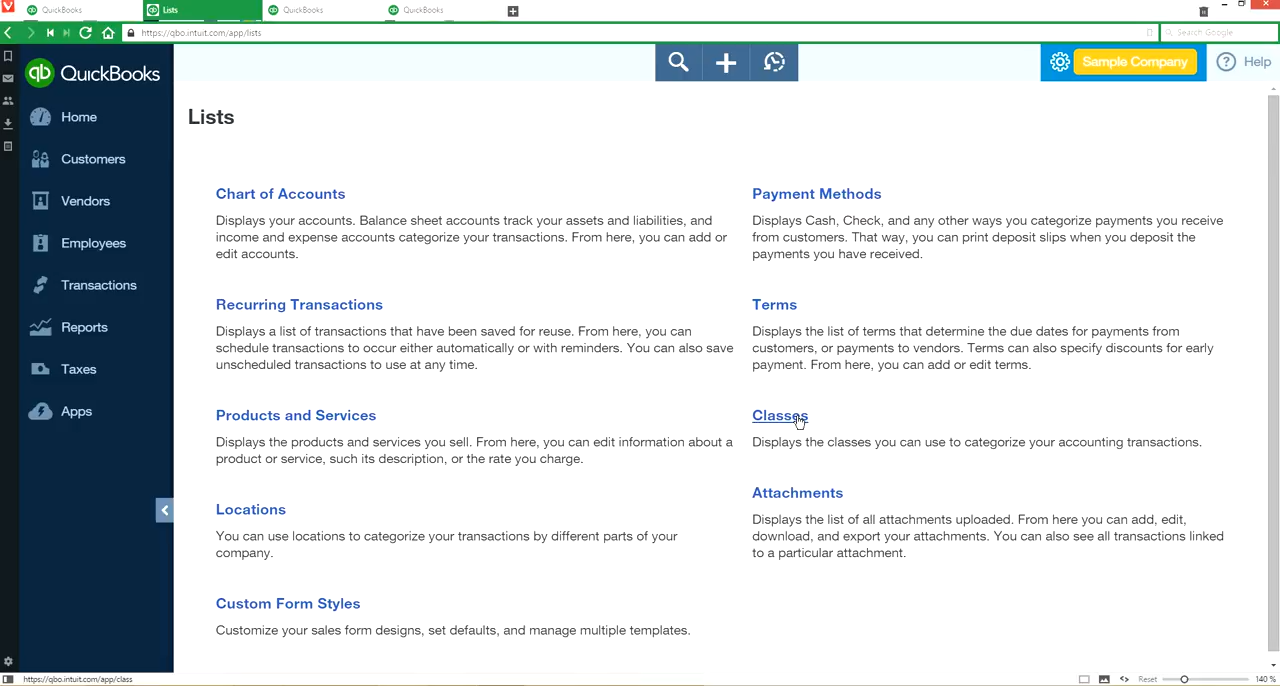 QuickBooks
Lists
QuickBooks
QuickBooks
https://qbo.intuit.com/app/lists
Search Google
qb QuickBooks
Sample Company
Help
Home
Customers
Vendors
Employees
Transactions
Reports
Taxes
Apps
Lists
Chart of Accounts
Displays your accounts. Balance sheet accounts track your assets and liabilities, and
income and expense accounts categorize your transactions. From here, you can add or
edit accounts.
Recurring Transactions
Displays a list of transactions that have been saved for reuse. From here, you can
schedule transactions to occur either automatically or with reminders. You can also save
unscheduled transactions to use at any time.
Products and Services
Displays the products and services you sell. From here, you can edit information about a
product or service, such its description, or the rate you charge.
Locations
You can use locations to categorize your transactions by different parts of your
company.
Custom Form Styles
Customize your sales form designs, set defaults, and manage multiple templates.
Payment Methods
Displays Cash, Check, and any other ways you categorize payments you receive
from customers. That way, you can print deposit slips when you deposit the
payments you have received.
Terms
Displays the list of terms that determine the due dates for payments from
customers, or payments to vendors. Terms can also specify discounts for early
payment. From here, you can add or edit terms.
Classes
Displays the classes you can use to categorize your accounting transactions.
Attachments
Displays the list of all attachments uploaded. From here you can add, edit,
download, and export your attachments. You can also see all transactions linked
to a particular attachment.
https://qbo.intuit.com/app/class
Reset
140 %